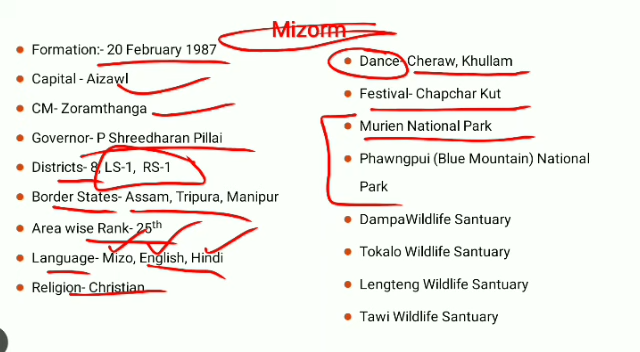 Mizorm
Formation:- 20 February 1987
Capital - Aizawl
CM- Zoramthanga
Governor- P Shreedharan Pillai
Districts- 8, LS-1, RS-1
Border States- Assam, Tripura, Manipur
Area wise Rank- 25th
Language- Mizo, English, Hindi
Religion- Christian
Dance- Cheraw, Khullam
Festival- Chapchar Kut
Murien National Park
Phawngpui (Blue Mountain) National
Park
DampaWildlife Santuary
Tokalo Wildlife Santuary
Lengteng Wildlife Santuary
Tawi Wildlife Santuary